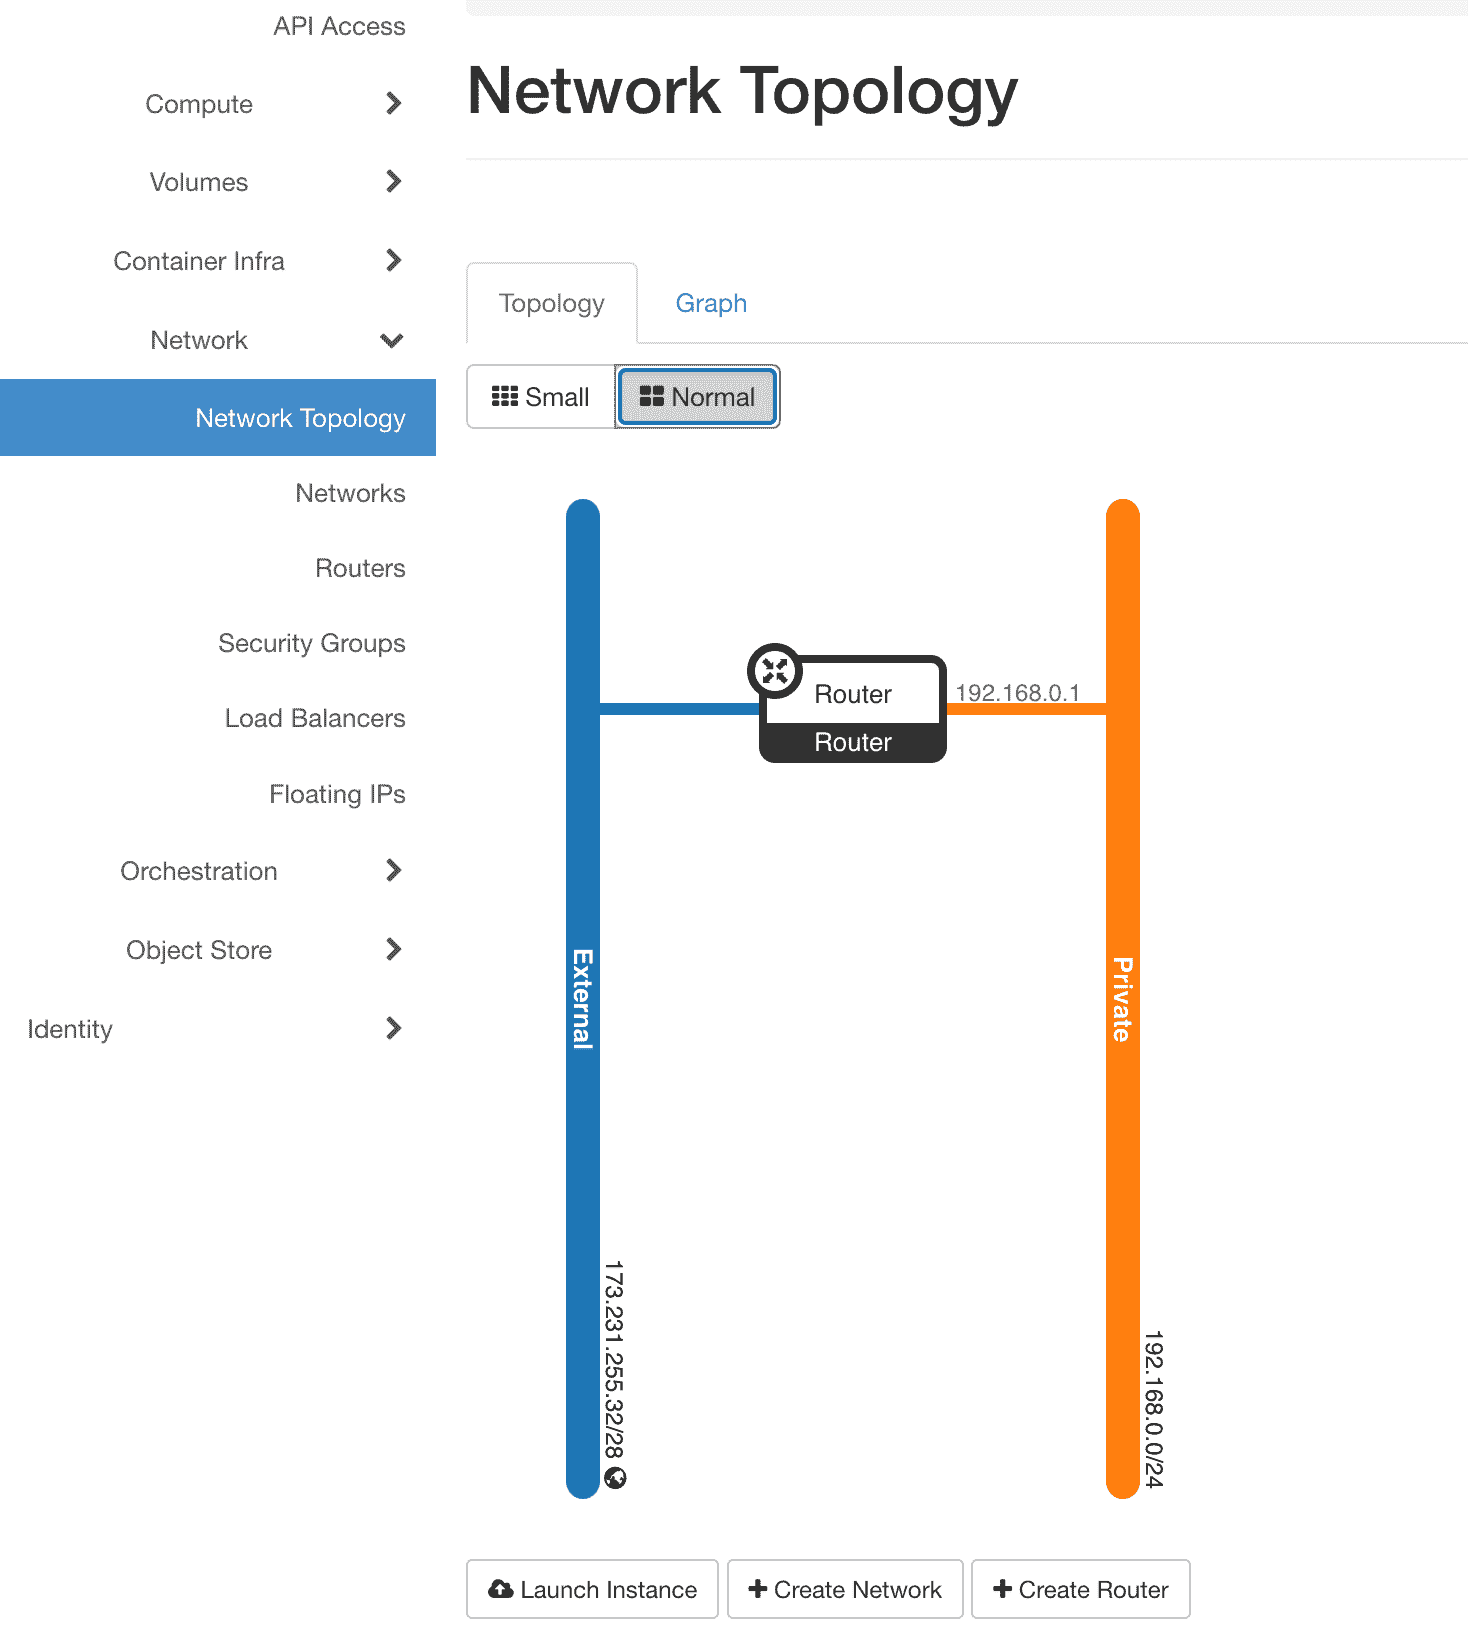 API Access
Compute
Volumes
Container Infra
Network
Network Topology
Networks
Routers
Security Groups
Load Balancers
Floating IPs
Orchestration
Object Store
Identity
Network Topology
Topology
Graph
Small
Normal
Router
Router
192.168.0.1
External
173.231.255.32/28
Private
192.168.0.0/24
Launch Instance
Create Network
Create Router